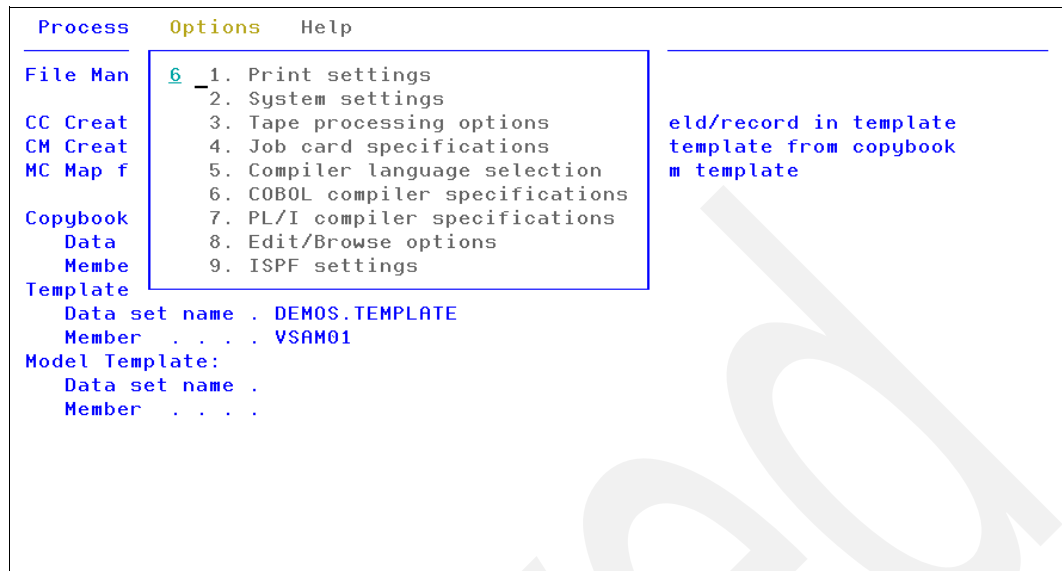 Process Options Help
File Man 6 _1. Print settings
2. System settings
CC Creat 3. Tape processing options eld/record in template
CM Creat 4. Job card specifications template from copybook
MC Map f 5. Compiler language selection m template
6. COBOL compiler specifications
Copybook 7. PL/I compiler specifications
Data 8. Edit/Browse options
Membe 9. ISPF settings
Template
Data set name . DEMOS.TEMPLATE
Member . . . . VSAM01
Model Template:
Data set name .
Member . . . .